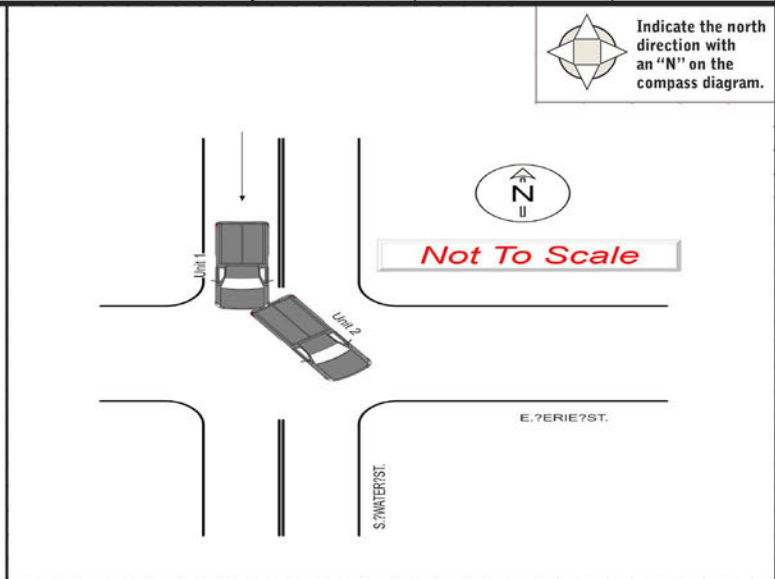 Indicate the north
direction with
an “N” on the
compass diagram.
N
Not To Scale
Unit 1
Unit 2
E.?ERIE?ST.
S.?WATER?ST.